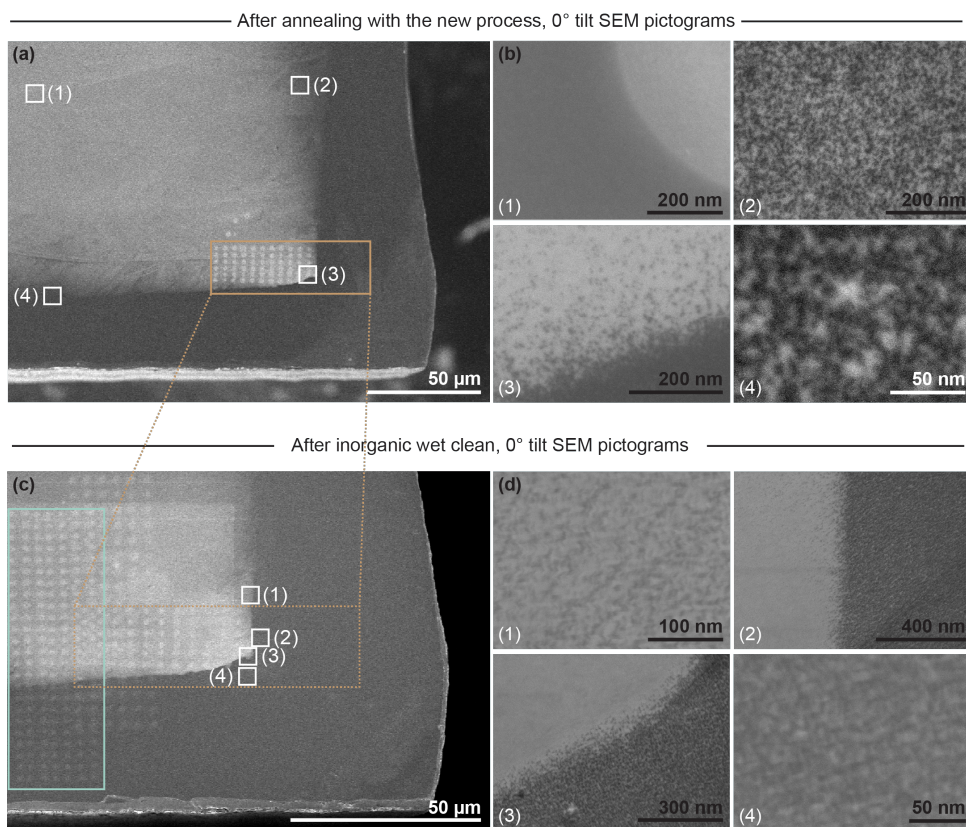 After annealing with the new process, 0° tilt SEM pictograms
(a)
(1)
(2)
(3)
(4)
50 µm
(b)
200 nm
(1)
200 nm
(2)
200 nm
(3)
50 nm
(4)
After inorganic wet clean, 0° tilt SEM pictograms
(c)
(1)
(2)
(3)
(4)
50 µm
(d)
100 nm
(1)
400 nm
(2)
300 nm
(3)
50 nm
(4)